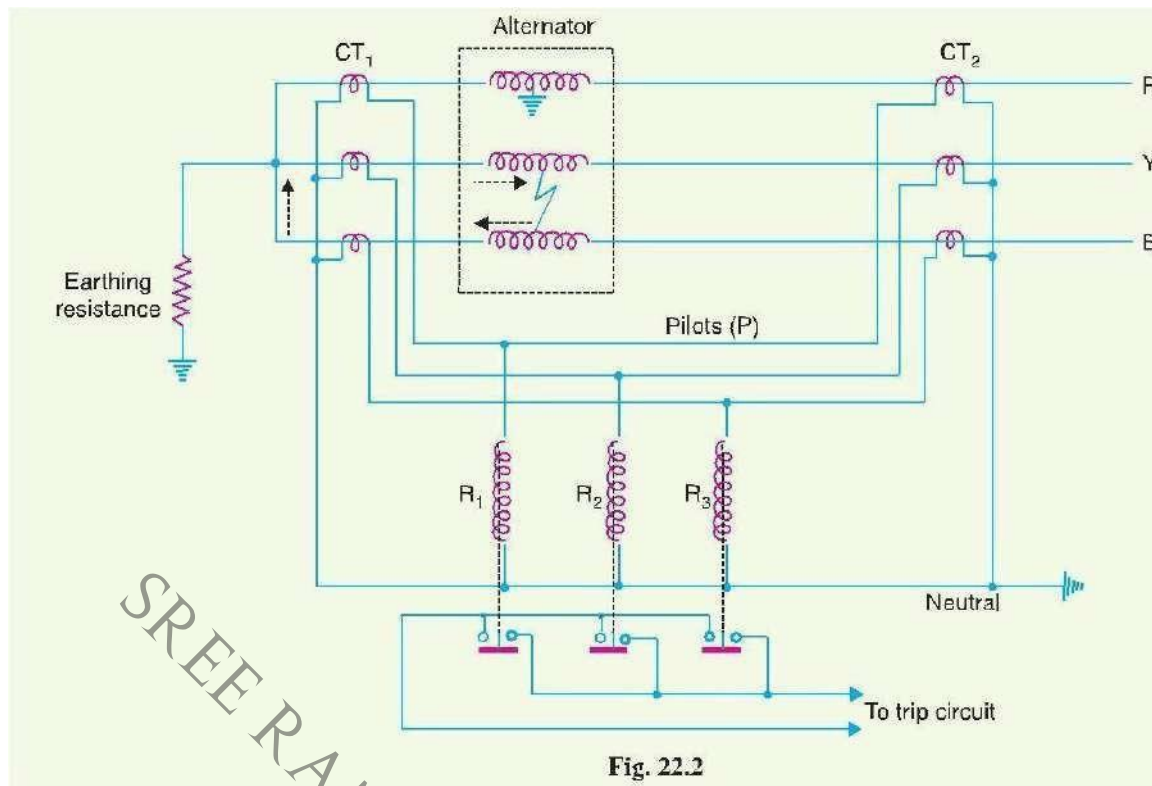 Alternator
CT₁
CT₂
R
Y
B
Earthing
resistance
Pilots (P)
R₁
R₂
R₃
Neutral
To trip circuit
Fig. 22.2
SREE RA